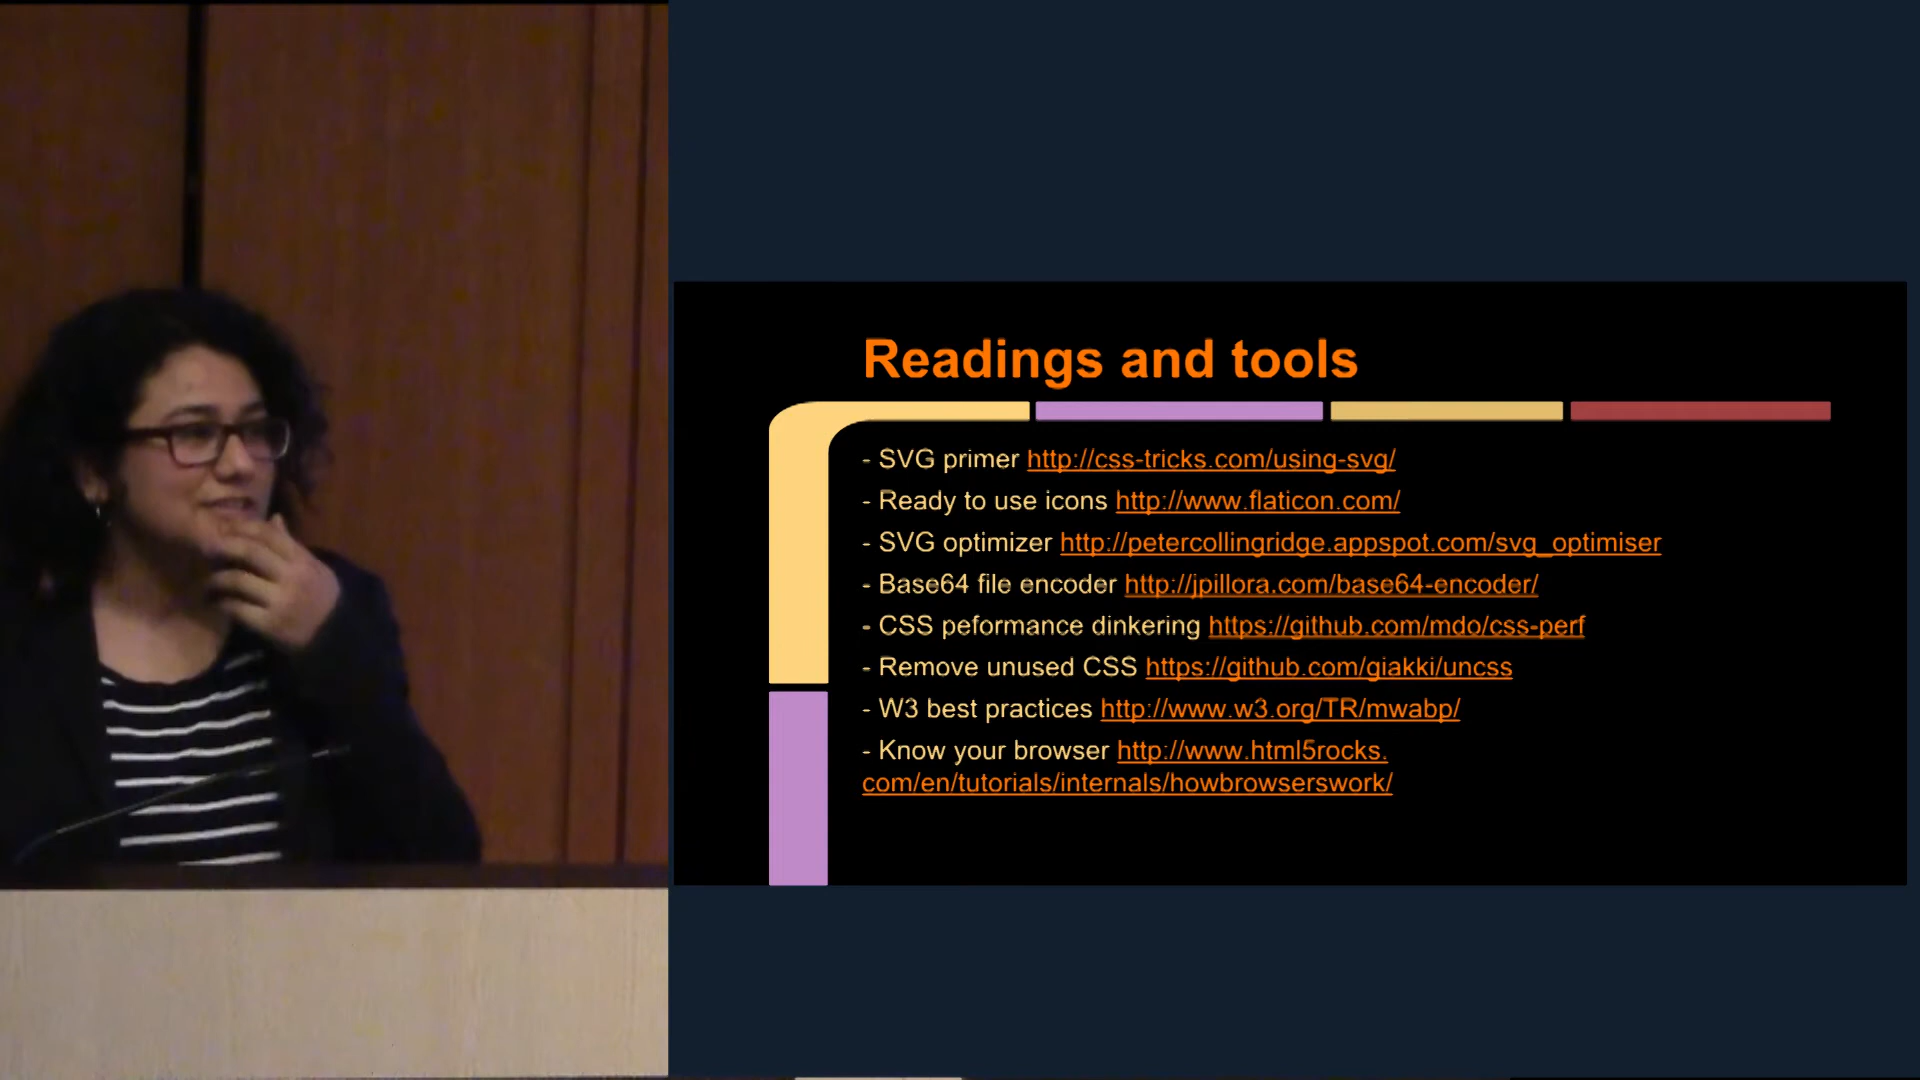 Readings and tools
- SVG primer http://css-tricks.com/using-svg/
- Ready to use icons http://www.flaticon.com/
- SVG optimizer http://petercollingridge.appspot.com/svg_optimiser
- Base64 file encoder http://jpillora.com/base64-encoder/
- CSS peformance dinkering https://github.com/mdo/css-perf
- Remove unused CSS https://github.com/giakki/uncss
- W3 best practices http://www.w3.org/TR/mwabp/
- Know your browser http://www.html5rocks.
com/en/tutorials/internals/howbrowserswork/